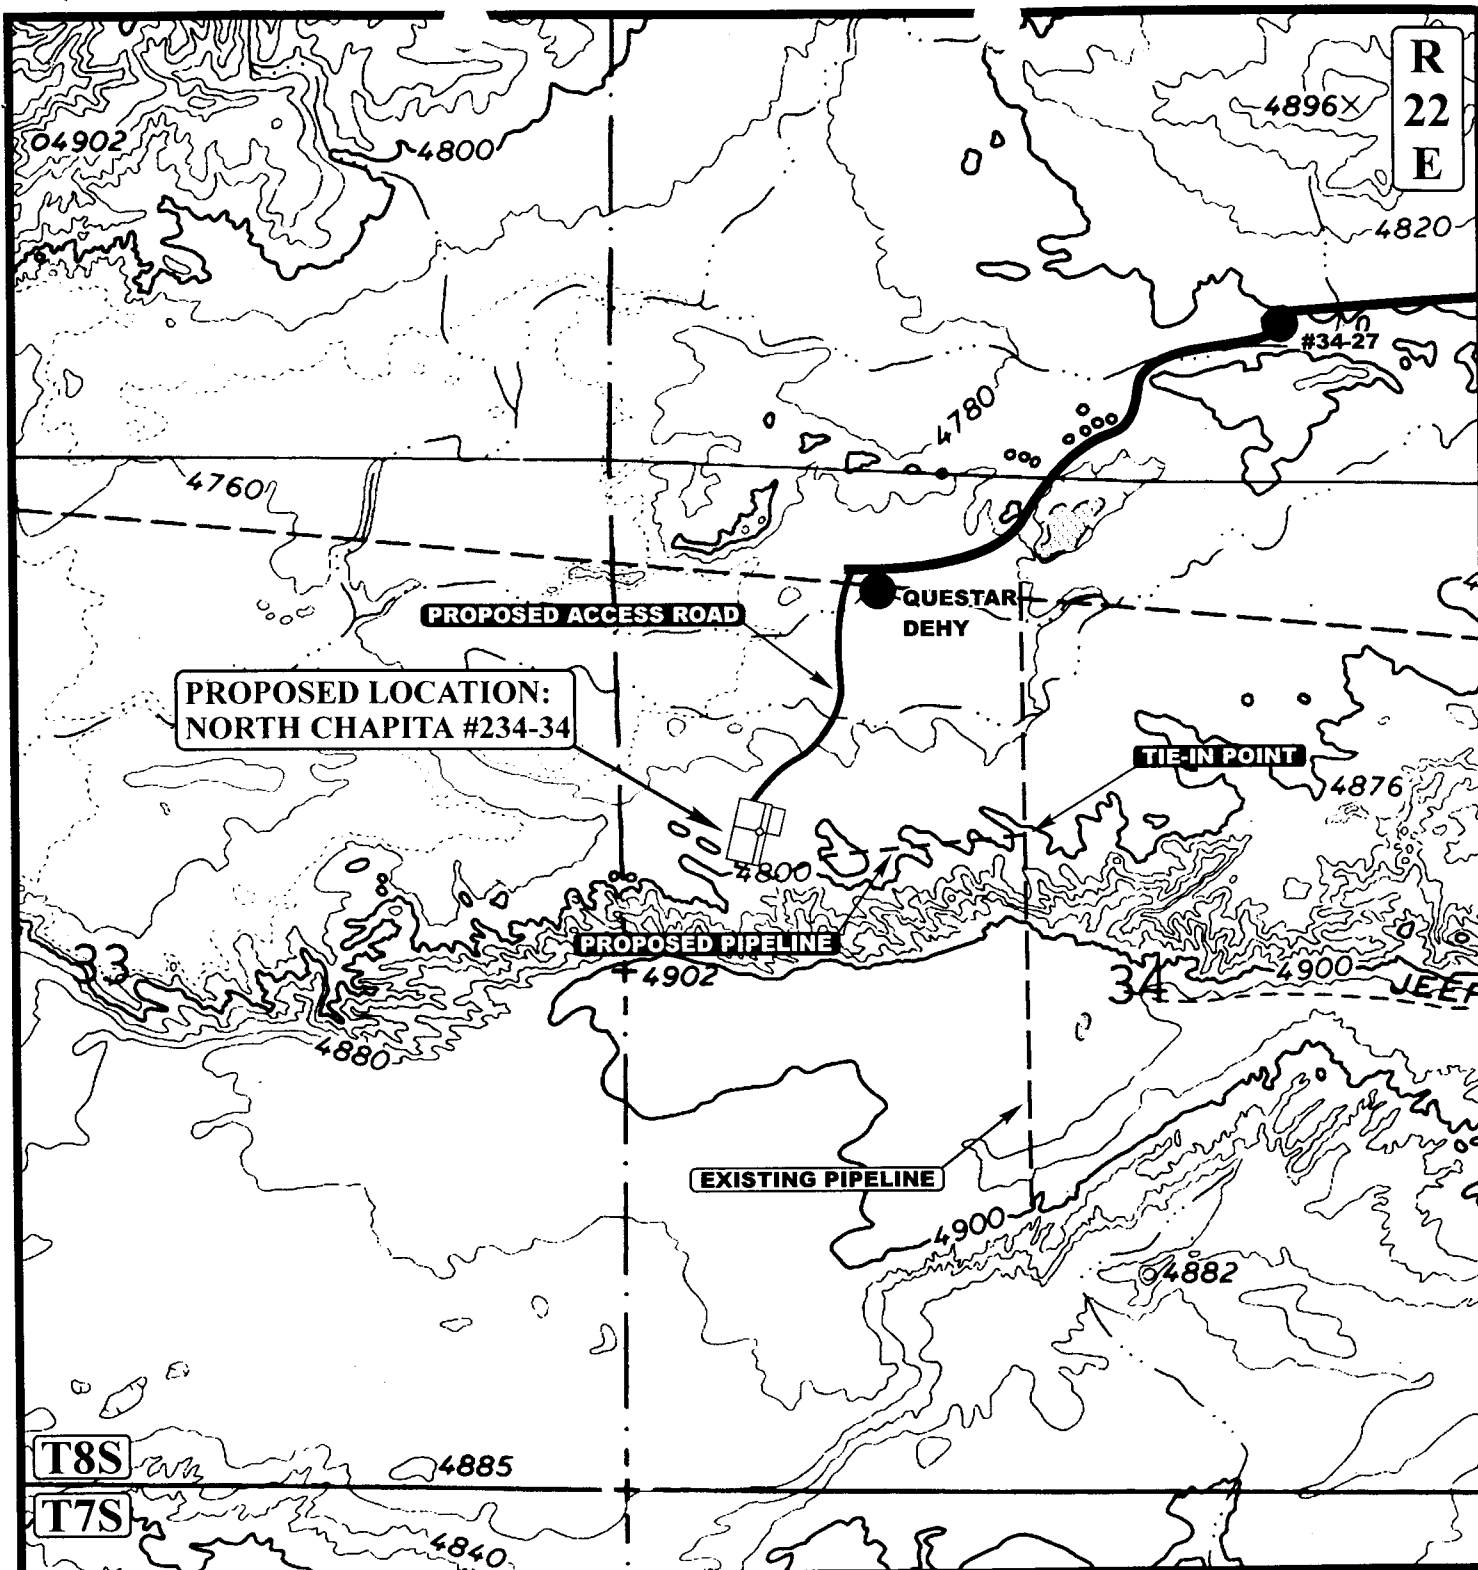 R
22
E
4896
04902
4800
4820
#34-27
4780
4760
QUESTAR
DEHY
PROPOSED ACCESS ROAD
PROPOSED LOCATION:
NORTH CHAPITA #234-34
TIE-IN POINT
4876
4800
PROPOSED PIPELINE
33
4902
34
4900
JEEP
4880
EXISTING PIPELINE
4900
4882
T8S
4885
T7S
4840